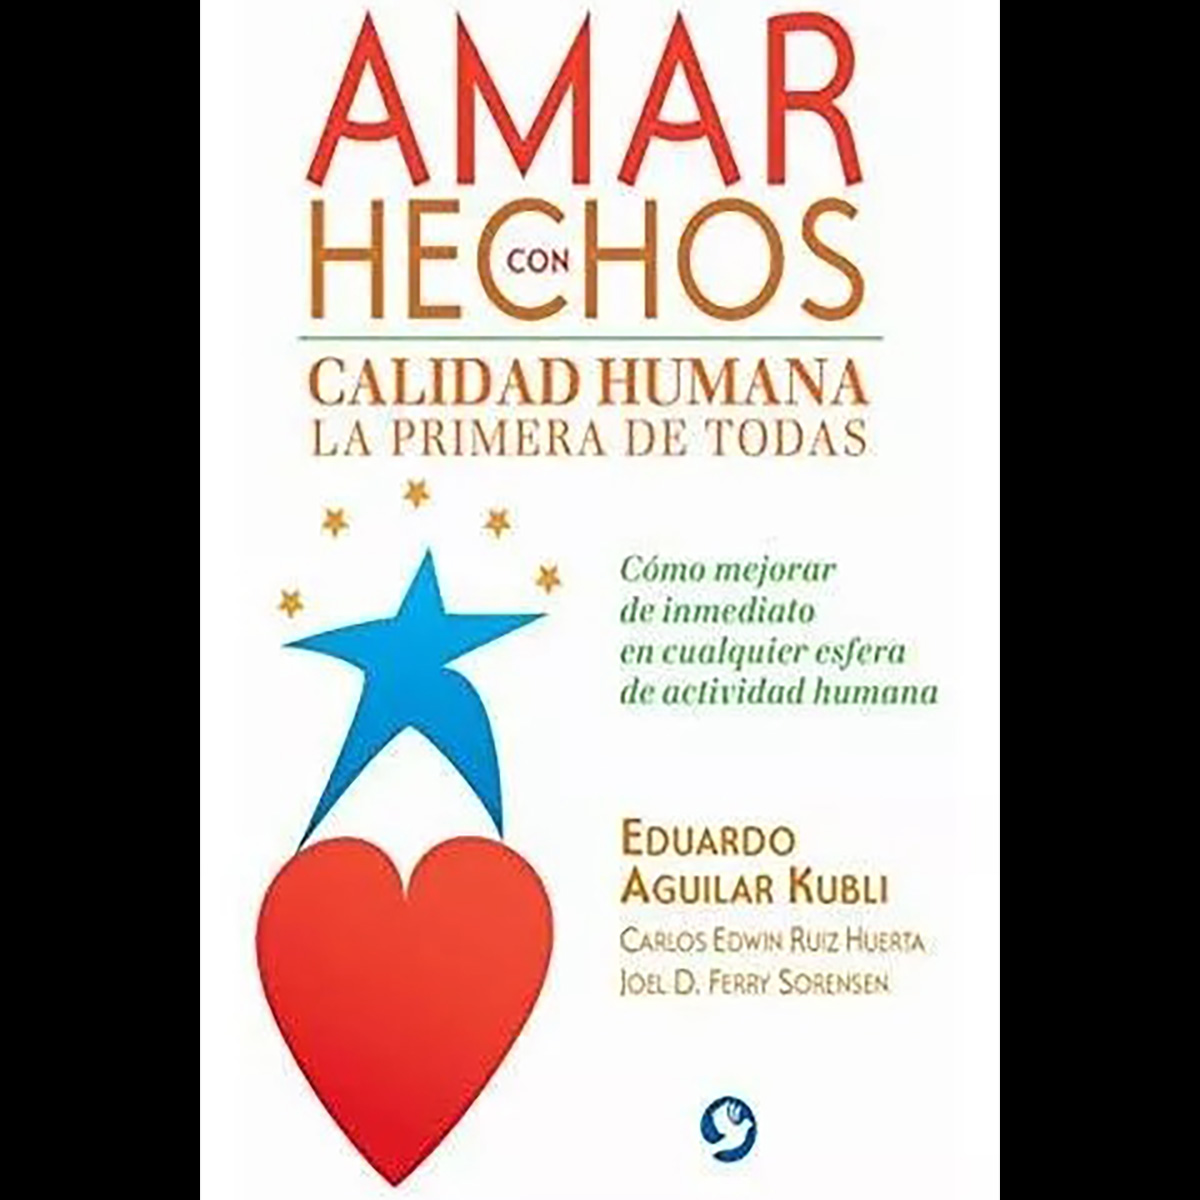 AMAR
CON
HECHOS
CALIDAD HUMANA
LA PRIMERA DE TODAS
Cómo mejorar
de inmediato
en cualquier esfera
de actividad humana
EDUARDO
AGUILAR KUBLI
CARLOS EDWIN RUIZ HUERTA
JOEL D. FERRY SORENSEN